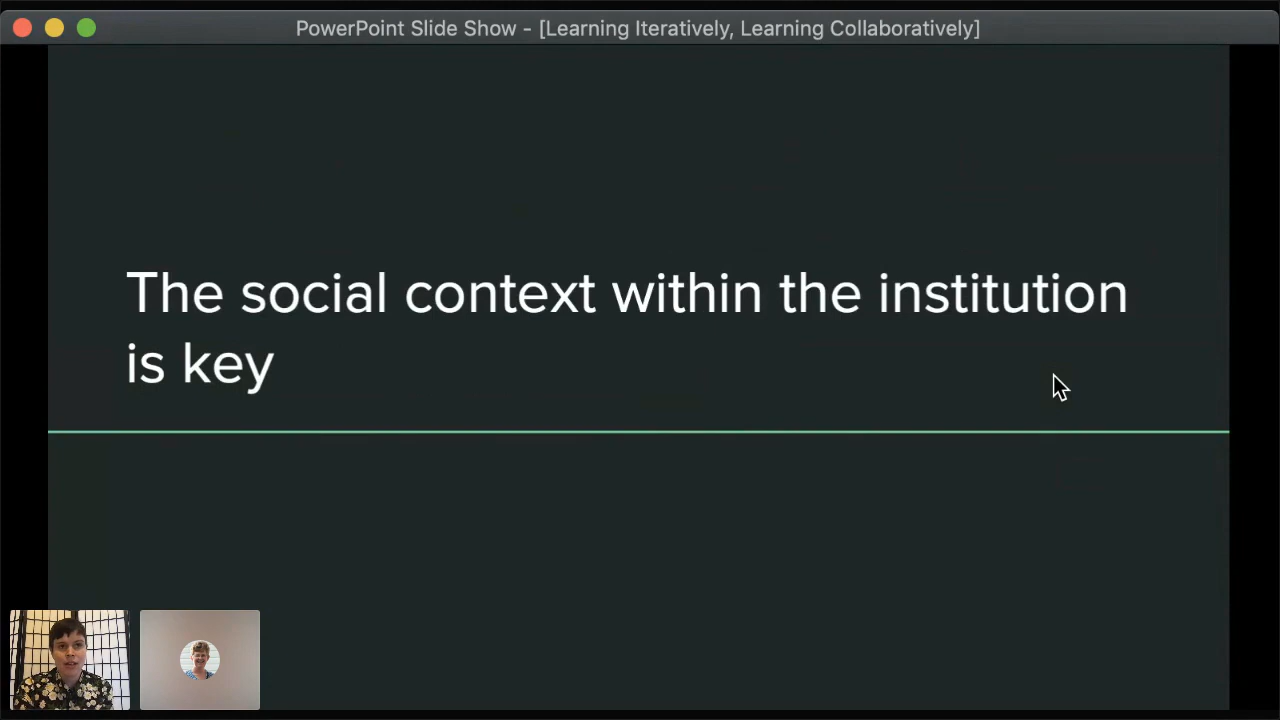 PowerPoint Slide Show - [Learning Iteratively, Learning Collaboratively]
The social context within the institution
is key